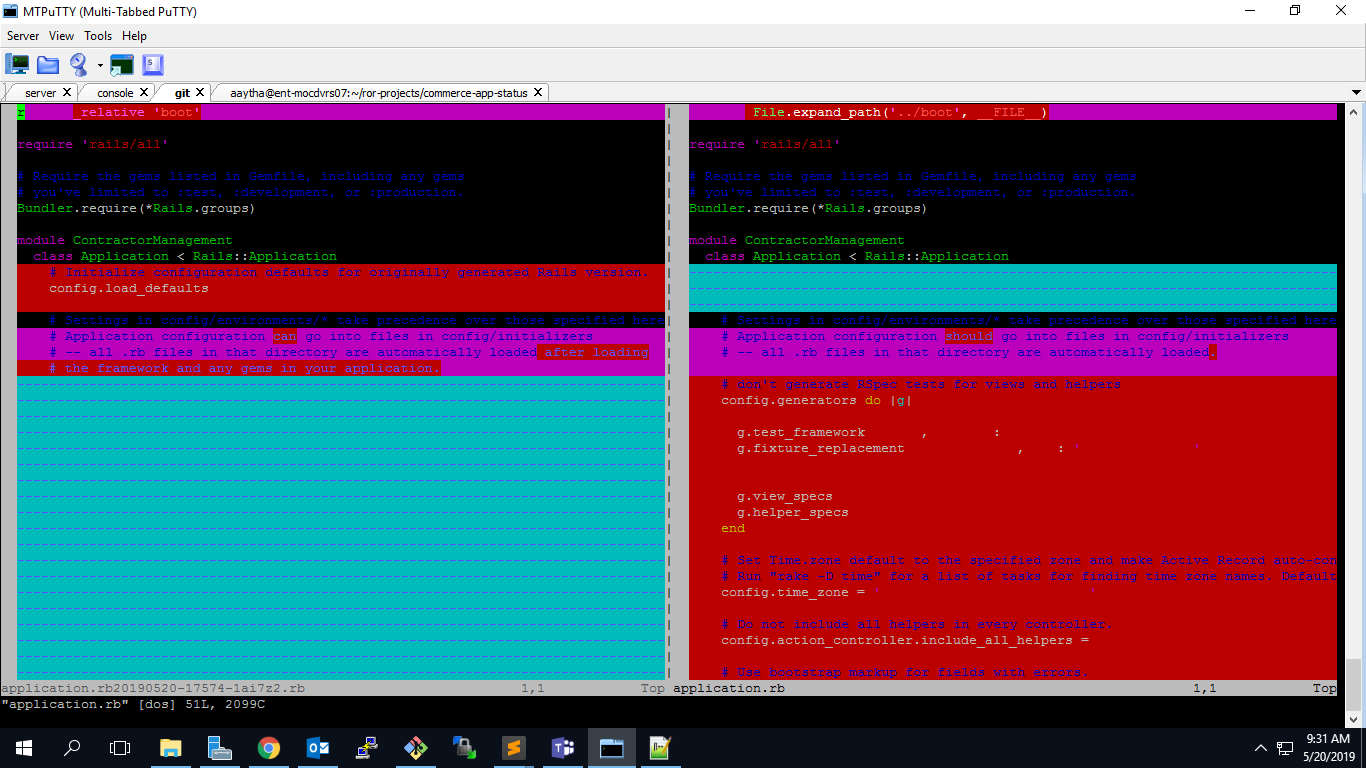 MTPuTTY (Multi-Tabbed PuTTY)
Server View Tools Help
server console git aaytha@ent-mocdvrs07:~/ror-projects/commerce-app-status
r _relative 'boot'
require 'rails/all'
# Require the gems listed in Gemfile, including any gems
# you've limited to :test, :development, or :production.
Bundler.require(*Rails.groups)
module ContractorManagement
class Application < Rails::Application
# Initialize configuration defaults for originally generated Rails version.
config.load_defaults
# Settings in config/environments/* take precedence over those specified here
# Application configuration can go into files in config/initializers
# -- all .rb files in that directory are automatically loaded after loading
# the framework and any gems in your application.
application.rb20190520-17574-1ai7z2.rb 1,1 Top
File.expand_path('../boot', __FILE__)
require 'rails/all'
# Require the gems listed in Gemfile, including any gems
# you've limited to :test, :development, or :production.
Bundler.require(*Rails.groups)
module ContractorManagement
class Application < Rails::Application
# Settings in config/environments/* take precedence over those specified here
# Application configuration should go into files in config/initializers
# -- all .rb files in that directory are automatically loaded.
# don't generate RSpec tests for views and helpers
config.generators do |g|
g.test_framework , :
g.fixture_replacement , : ' '
g.view_specs
g.helper_specs
end
# Set Time.zone default to the specified zone and make Active Record auto-con
# Run "rake -D time" for a list of tasks for finding time zone names. Default
config.time_zone = ' '
# Do not include all helpers in every controller.
config.action_controller.include_all_helpers =
# Use bootstrap markup for fields with errors.
application.rb 1,1 Top
"application.rb" [dos] 51L, 2099C
9:31 AM
5/20/2019